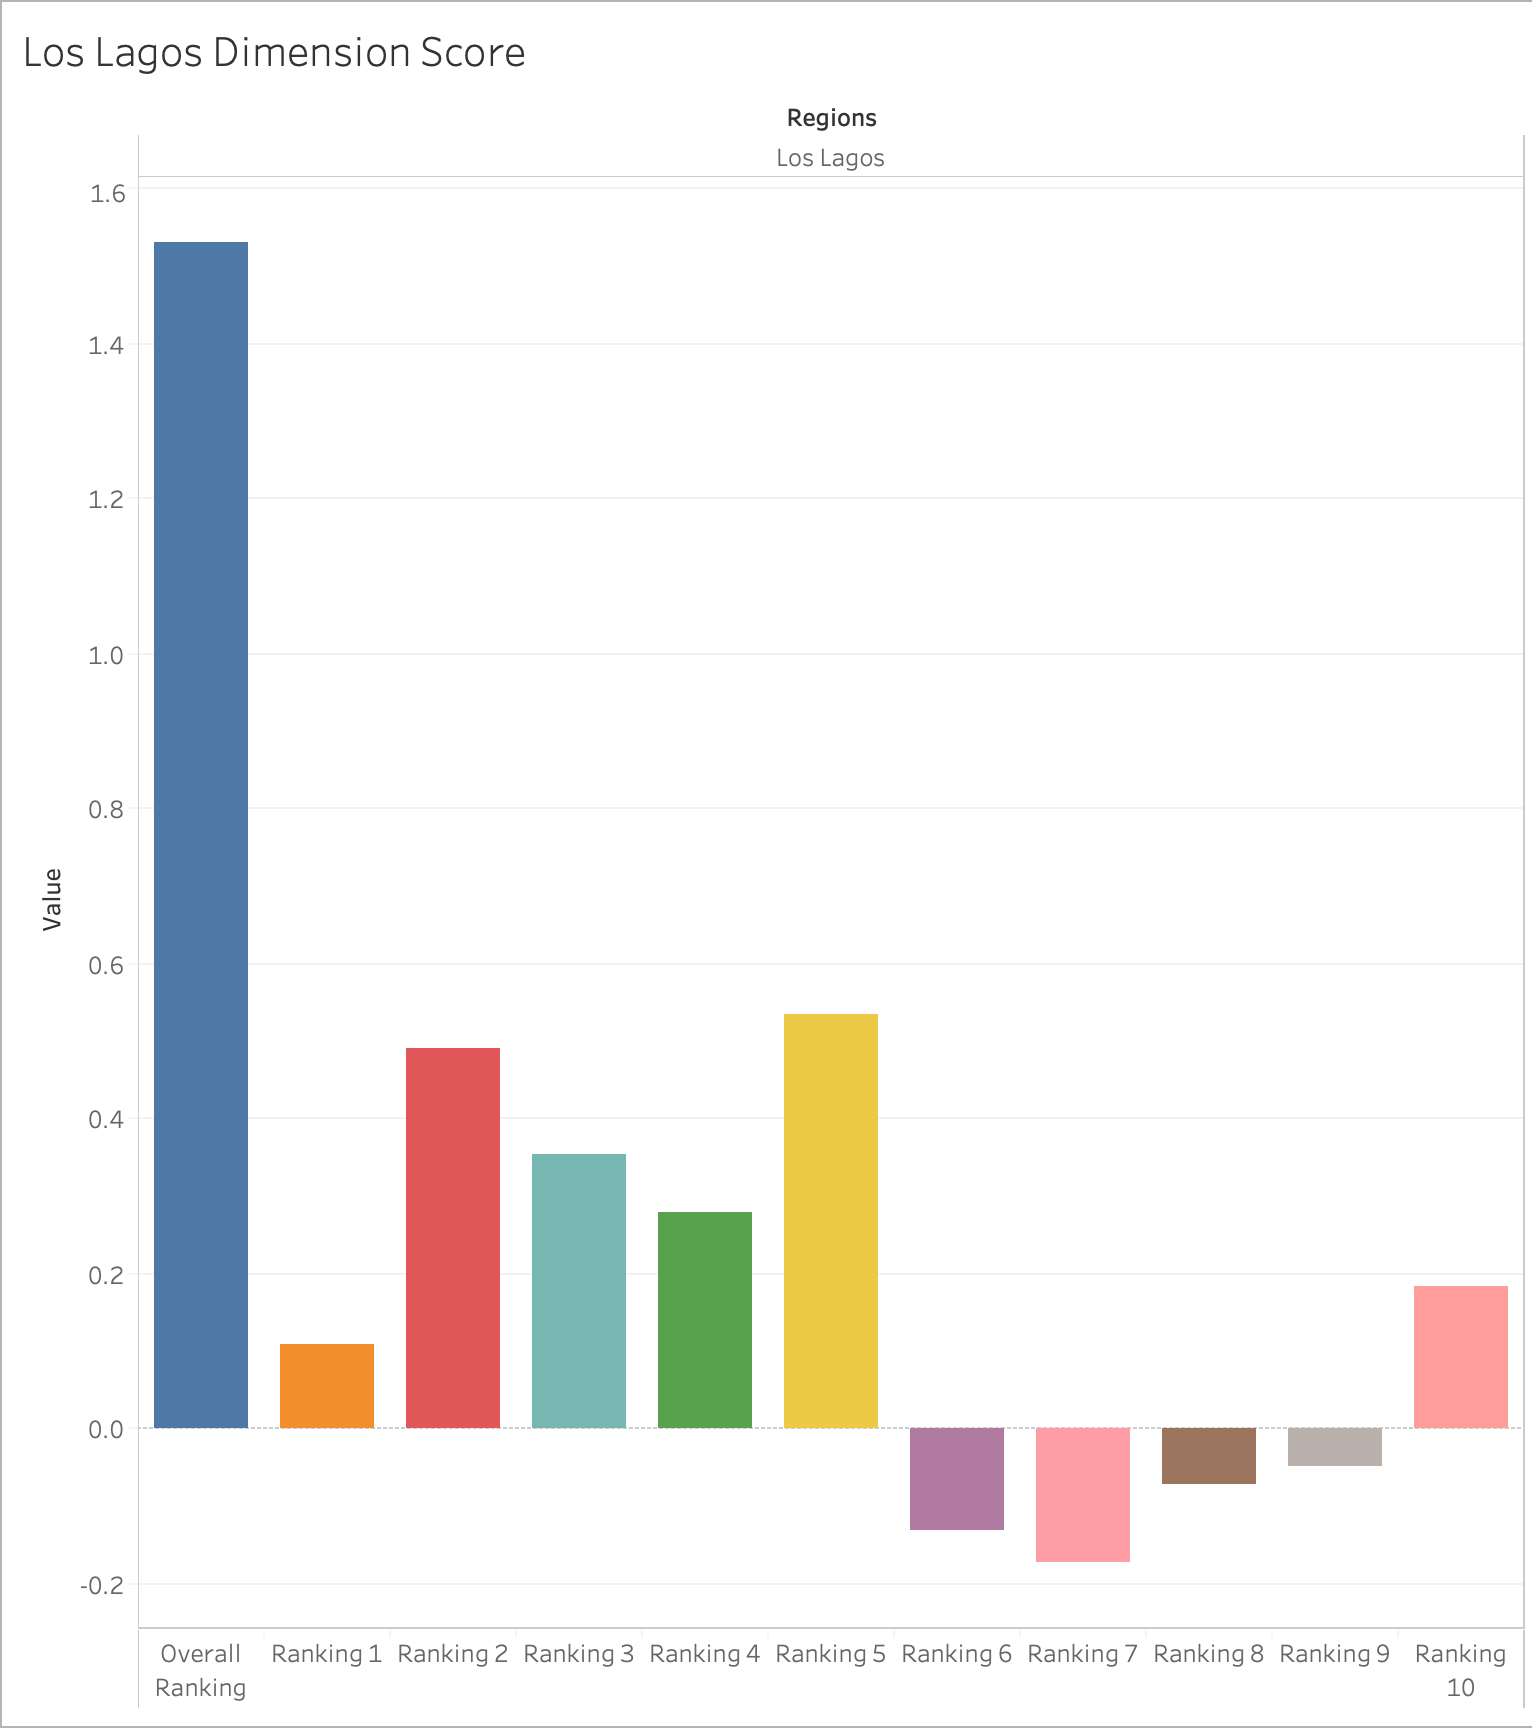 Los Lagos Dimension Score
Regions
Los Lagos
1.6
1.4
1.2
1.0
0.8
0.6
0.4
0.2
0.0
-0.2
Value
Overall Ranking
Ranking 1
Ranking 2
Ranking 3
Ranking 4
Ranking 5
Ranking 6
Ranking 7
Ranking 8
Ranking 9
Ranking 10